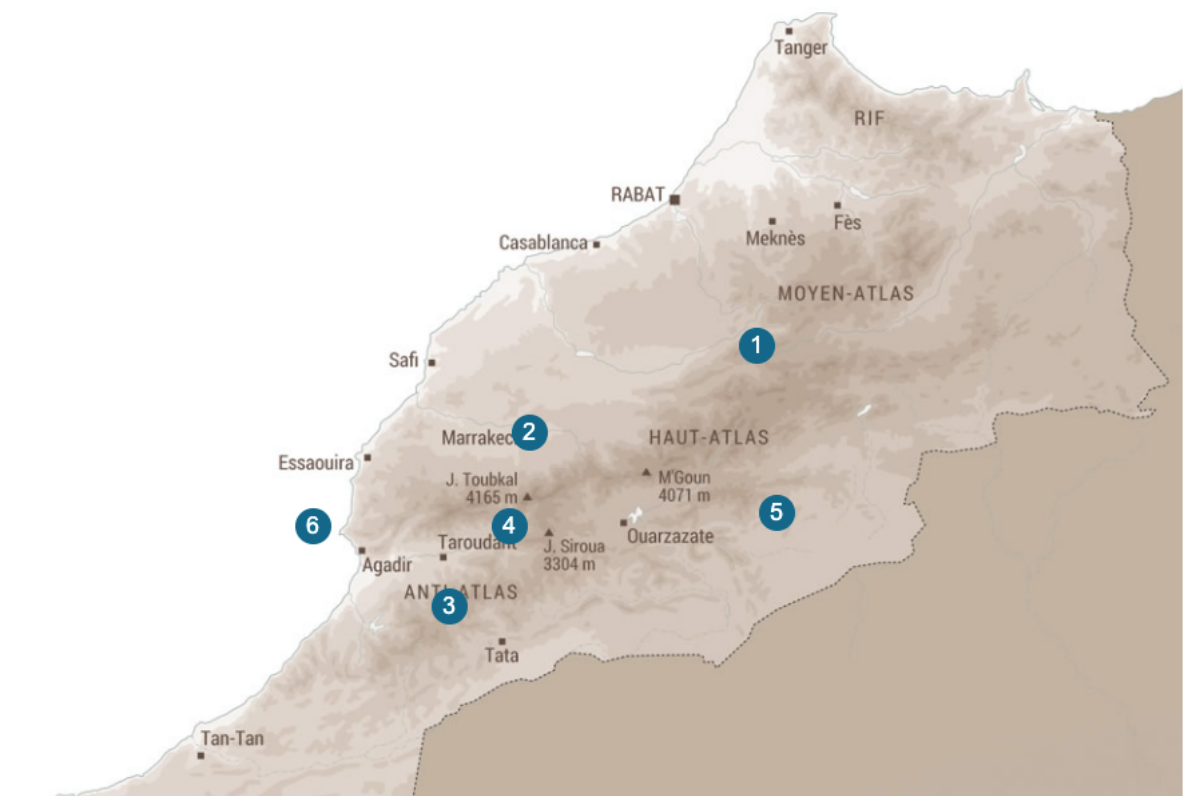 Tanger
RIF
RABAT
Fès
Meknès
Casablanca
MOYEN-ATLAS
1
Safi
2
HAUT-ATLAS
Essaouira
J. Toubkal
4165 m
M'Goun
4071 m
5
6
4
Ouarzazate
J. Siroua
3304 m
Agadir
3
Tata
Tan-Tan